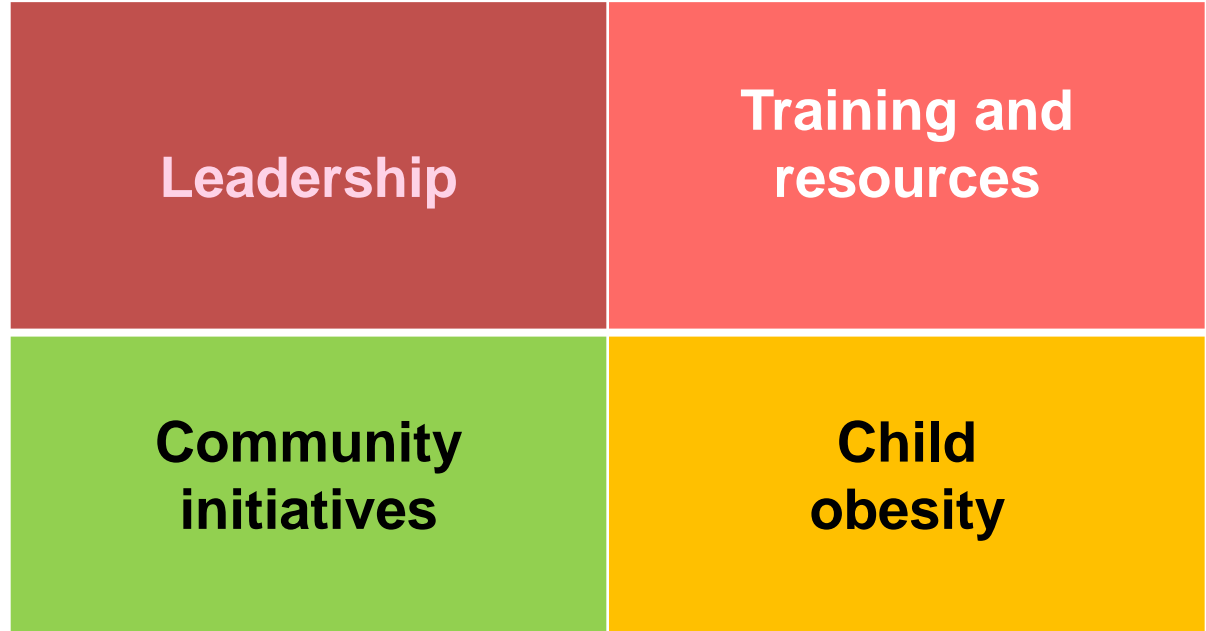 Leadership
Training and
resources
Community
initiatives
Child
obesity